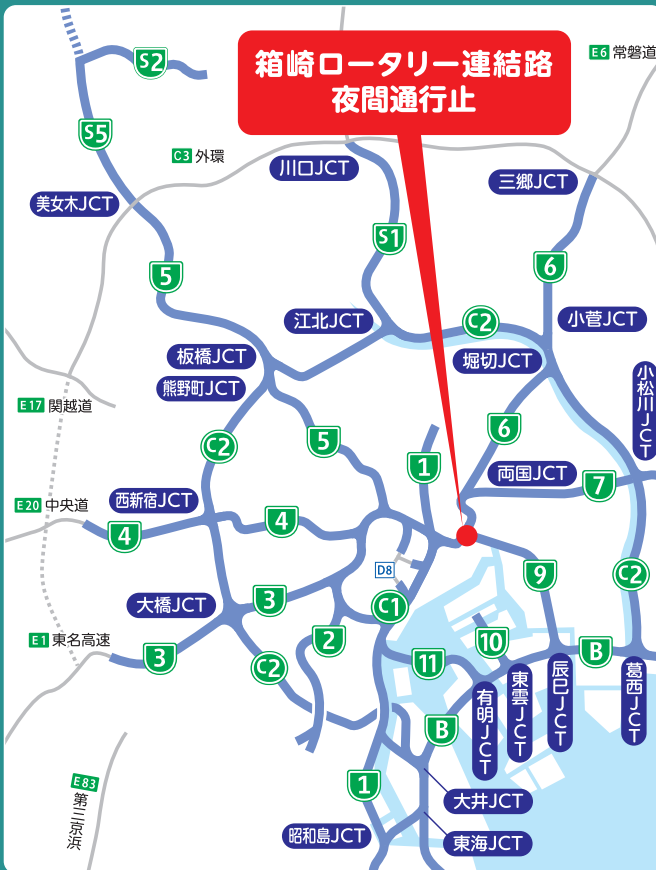 S2
箱崎ロータリー連結路
夜間通行止
E6 常磐道
S5
C3 外環
川口JCT
三郷JCT
美女木JCT
S1
5
6
江北JCT
C2
小菅JCT
板橋JCT
堀切JCT
熊野町JCT
小松川JCT
E17 関越道
C2
5
1
6
両国JCT
7
西新宿JCT
E20 中央道
4
4
D8
9
C2
大橋JCT
3
C1
E1 東名高速
3
2
C2
11
10
B
有明JCT
東雲JCT
辰巳JCT
葛西JCT
B
E83
第三京浜
1
大井JCT
昭和島JCT
東海JCT